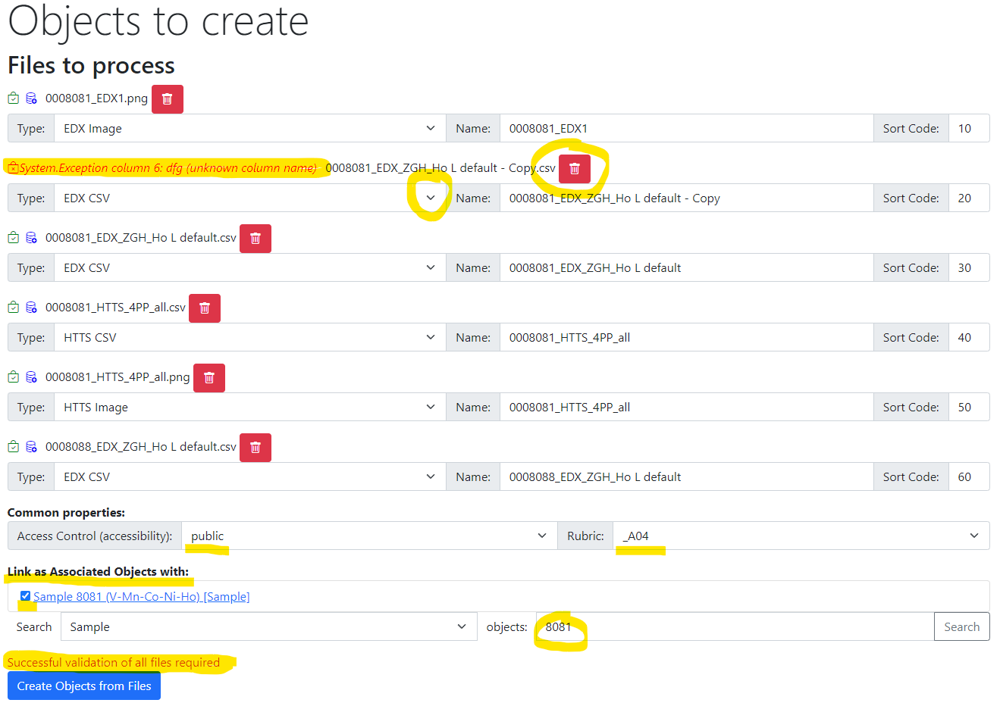 Objects to create
Files to process
0008081_EDX1.png
Type: EDX Image Name: 0008081_EDX1 Sort Code: 10
System.Exception column 6: dfg (unknown column name) 0008081_EDX_ZGH_Ho L default - Copy.csv
Type: EDX CSV Name: 0008081_EDX_ZGH_Ho L default - Copy Sort Code: 20
0008081_EDX_ZGH_Ho L default.csv
Type: EDX CSV Name: 0008081_EDX_ZGH_Ho L default Sort Code: 30
0008081_HTTS_4PP_all.csv
Type: HTTS CSV Name: 0008081_HTTS_4PP_all Sort Code: 40
0008081_HTTS_4PP_all.png
Type: HTTS Image Name: 0008081_HTTS_4PP_all Sort Code: 50
0008088_EDX_ZGH_Ho L default.csv
Type: EDX CSV Name: 0008088_EDX_ZGH_Ho L default Sort Code: 60
Common properties:
Access Control (accessibility): public Rubric: _A04
Link as Associated Objects with:
Sample 8081 (V-Mn-Co-Ni-Ho) [Sample]
Search Sample objects: 8081 Search
Successful validation of all files required
Create Objects from Files